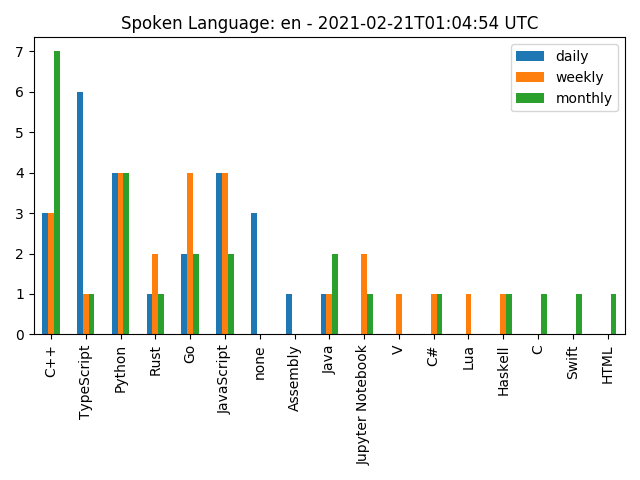 Spoken Language: en - 2021-02-21T01:04:54 UTC
daily
weekly
monthly
7
6
5
4
3
2
1
0
C++
TypeScript
Python
Rust
Go
JavaScript
none
Assembly
Java
Jupyter Notebook
V
C#
Lua
Haskell
C
Swift
HTML